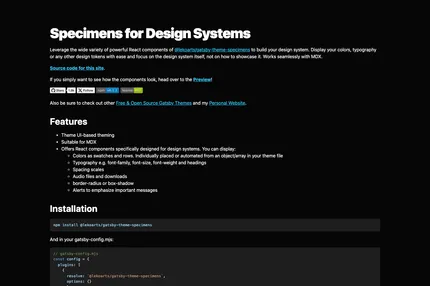 Specimens for Design Systems
Leverage the wide variety of powerful React components of @lekoarts/gatsby-theme-specimens to build your design system. Display your colors, typography
or any other design tokens with ease and focus on the design system itself, not on how to showcase it. Works seamlessly with MDX.
Source code for this site.
If you simply want to see how the components look, head over to the Preview!
Also be sure to check out other Free & Open Source Gatsby Themes and my Personal Website.
Features
Theme UI-based theming
Suitable for MDX
Offers React components specifically designed for design systems. You can display:
Colors as swatches and rows. Individually placed or automated from an object/array in your theme file
Typography e.g. font-family, font-size, font-weight and headings
Spacing scales
Audio files and downloads
border-radius or box-shadow
Alerts to emphasize important messages
Installation
npm install @lekoarts/gatsby-theme-specimens
And in your gatsby-config.mjs:
// gatsby-config.mjs
const config = {
plugins: [
{
resolve: `@lekoarts/gatsby-theme-specimens`,
options: {}